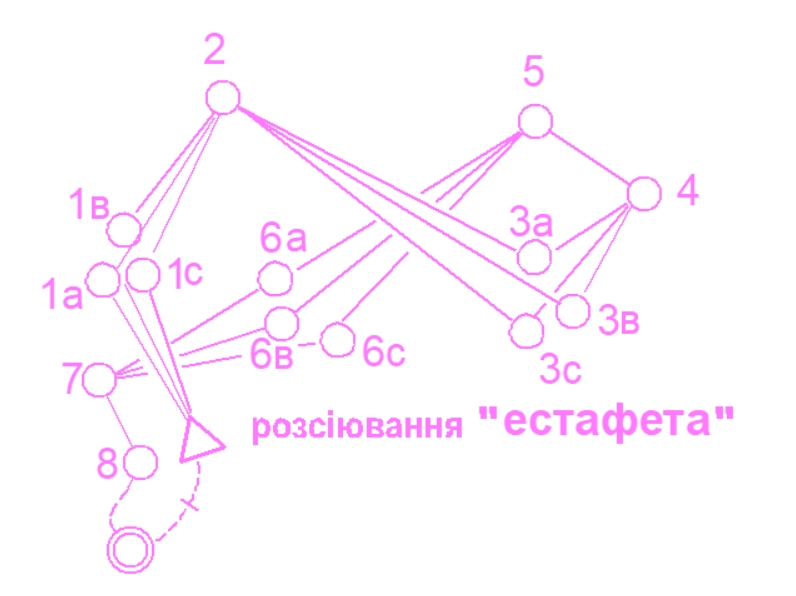 2
5
1в
4
3а
6а
1с
1а
3в
6в
6с
3с
7
розсіювання "естафета"
8